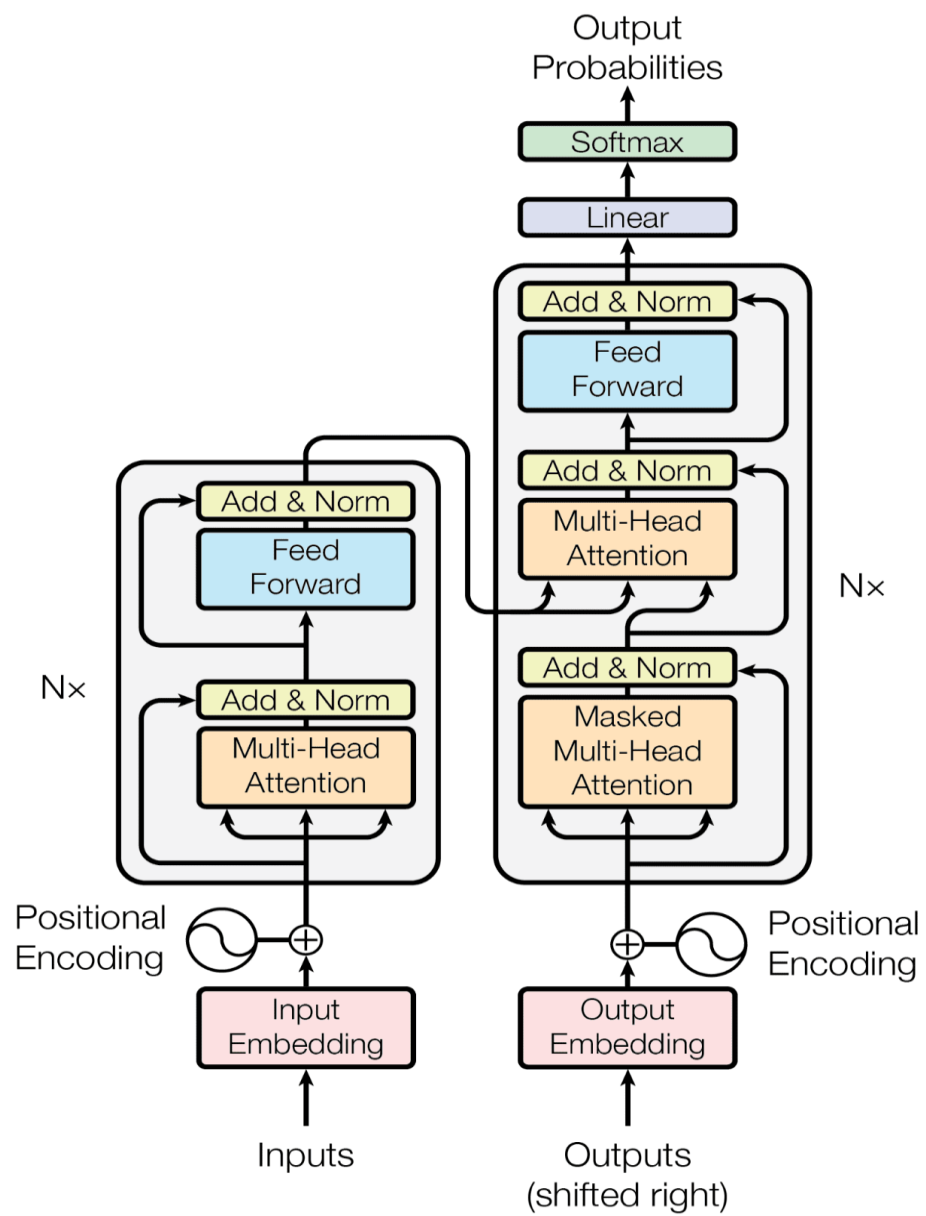 Output
Probabilities
Softmax
Linear
Add & Norm
Feed
Forward
Add & Norm
Multi-Head
Attention
N×
Add & Norm
Masked
Multi-Head
Attention
Positional
Encoding
Output
Embedding
Outputs
(shifted right)
Add & Norm
Feed
Forward
N×
Add & Norm
Multi-Head
Attention
Positional
Encoding
Input
Embedding
Inputs